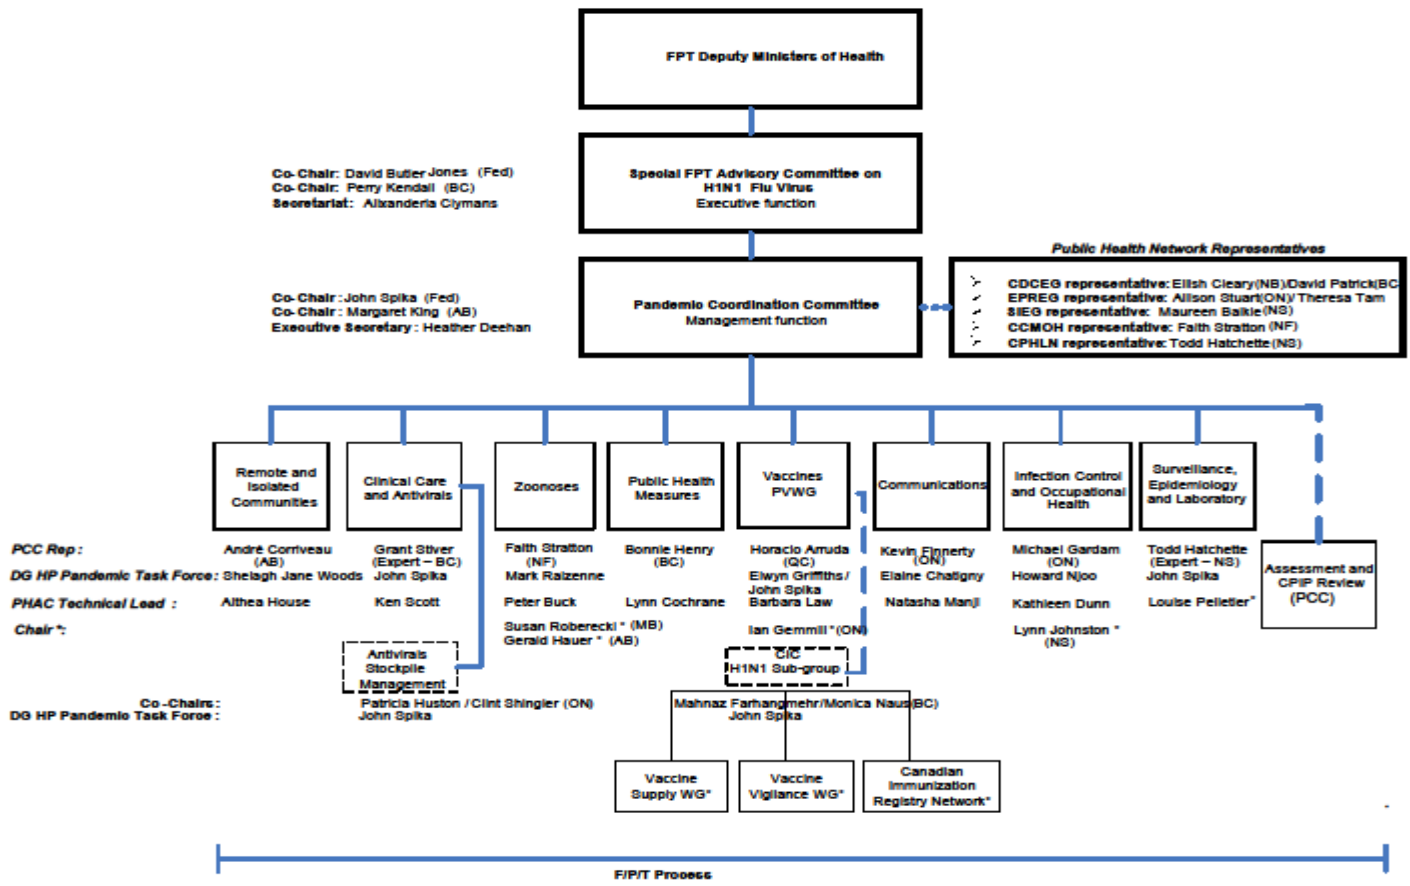 FPT Deputy Ministers of Health
Co-Chair: David Butler Jones (Fed)
Co-Chair: Perry Kendall (BC)
Secretariat: Alixanderia Clymans
Special FPT Advisory Committee on
H1N1 Flu Virus
Executive function
Co-Chair : John Spika (Fed)
Co-Chair : Margaret King (AB)
Executive Secretary : Heather Deehan
Pandemic Coordination Committee
Management function
Public Health Network Representatives
CDCEG representative: Eilish Cleary(NB)/David Patrick(BC
EPREG representative: Allison Stuart(ON)/ Theresa Tam
SIEG representative: Maureen Baikie (NS)
CCMOH representative: Faith Stratton (NF)
CPHLN representative: Todd Hatchette (NS)
Remote and
Isolated
Communities
Clinical Care
and Antivirals
Zoonoses
Public Health
Measures
Vaccines
PVWG
Communications
Infection Control
and Occupational
Health
Surveillance,
Epidemiology
and Laboratory
Assessment and
CPIP Review
(PCC)
PCC Rep :
André Corriveau
(AB)
Grant Stiver
(Expert – BC)
Faith Stratton
(NF)
Bonnie Henry
(BC)
Horacio Arruda
(QC)
Kevin Finnerty
(ON)
Michael Gardam
(ON)
Todd Hatchette
(Expert – NS)
DG HP Pandemic Task Force :
Shelagh Jane Woods
John Spika
Mark Raizenne
Elwyn Griffiths /
John Spika
Elaine Chatigny
Howard Njoo
John Spika
PHAC Technical Lead :
Althea House
Ken Scott
Peter Buck
Lynn Cochrane
Barbara Law
Natasha Manji
Kathleen Dunn
Louise Pelletier*
Chair *:
Susan Roberecki * (MB)
Gerald Hauer * (AB)
Ian Gemmill * (ON)
Lynn Johnston *
(NS)
Antivirals
Stockpile
Management
CIC
H1N1 Sub-group
Co-Chairs :
Patricia Huston / Clint Shingler (ON)
Mahnaz Farhangmehr/Monica Naus(BC)
DG HP Pandemic Task Force :
John Spika
John Spika
Vaccine
Supply WG*
Vaccine
Vigilance WG*
Canadian
Immunization
Registry Network*
F/P/T Process